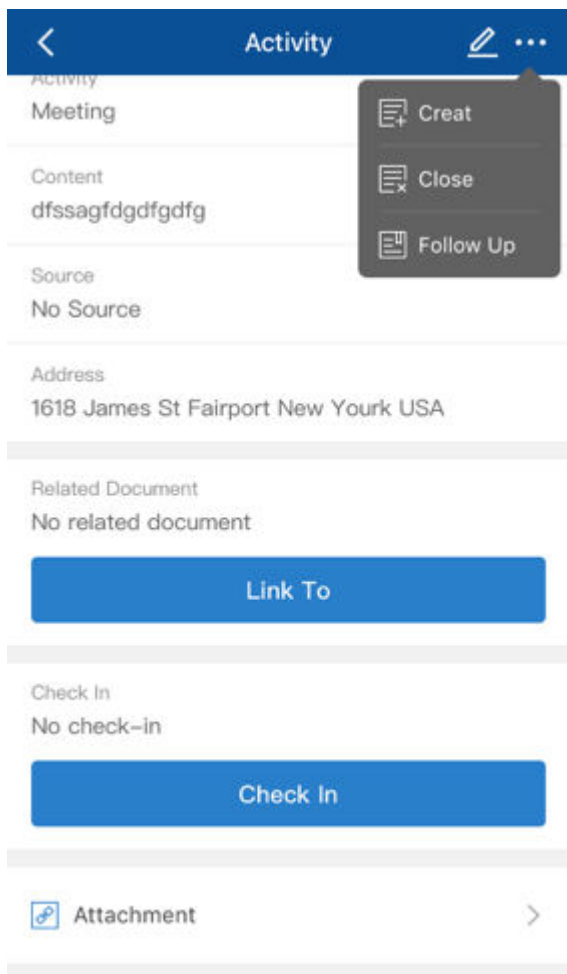 Activity
Activity
Meeting
Creat
Content
Close
dfssagfdgdfgdfg
Follow Up
Source
No Source
Address
1618 James St Fairport New Yourk USA
Related Document
No related document
Link To
Check In
No check-in
Check In
Attachment